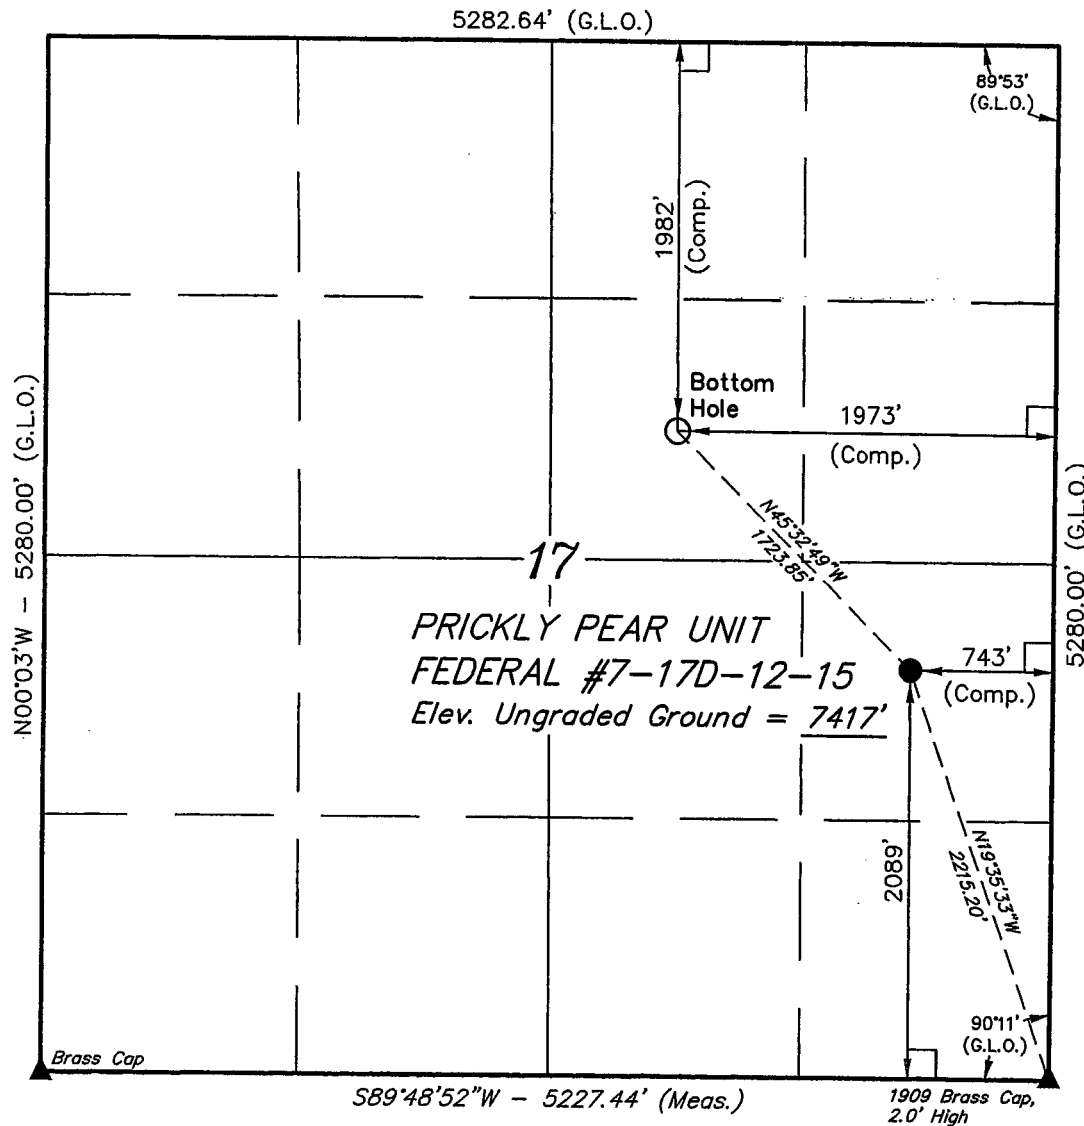 5282.64' (G.L.O.)
89°53'
(G.L.O.)
1982'
(Comp.)
Bottom
Hole
1973'
(Comp.)
N00°03'W – 5280.00' (G.L.O.)
5280.00' (G.L.O.)
N45°32'49"W
1723.85'
17
PRICKLY PEAR UNIT
FEDERAL #7–17D–12–15
Elev. Ungraded Ground = 7417'
743'
(Comp.)
2089'
N19°35'33"W
2215.20'
90°11'
(G.L.O.)
Brass Cap
S89°48'52"W – 5227.44' (Meas.)
1909 Brass Cap,
2.0' High